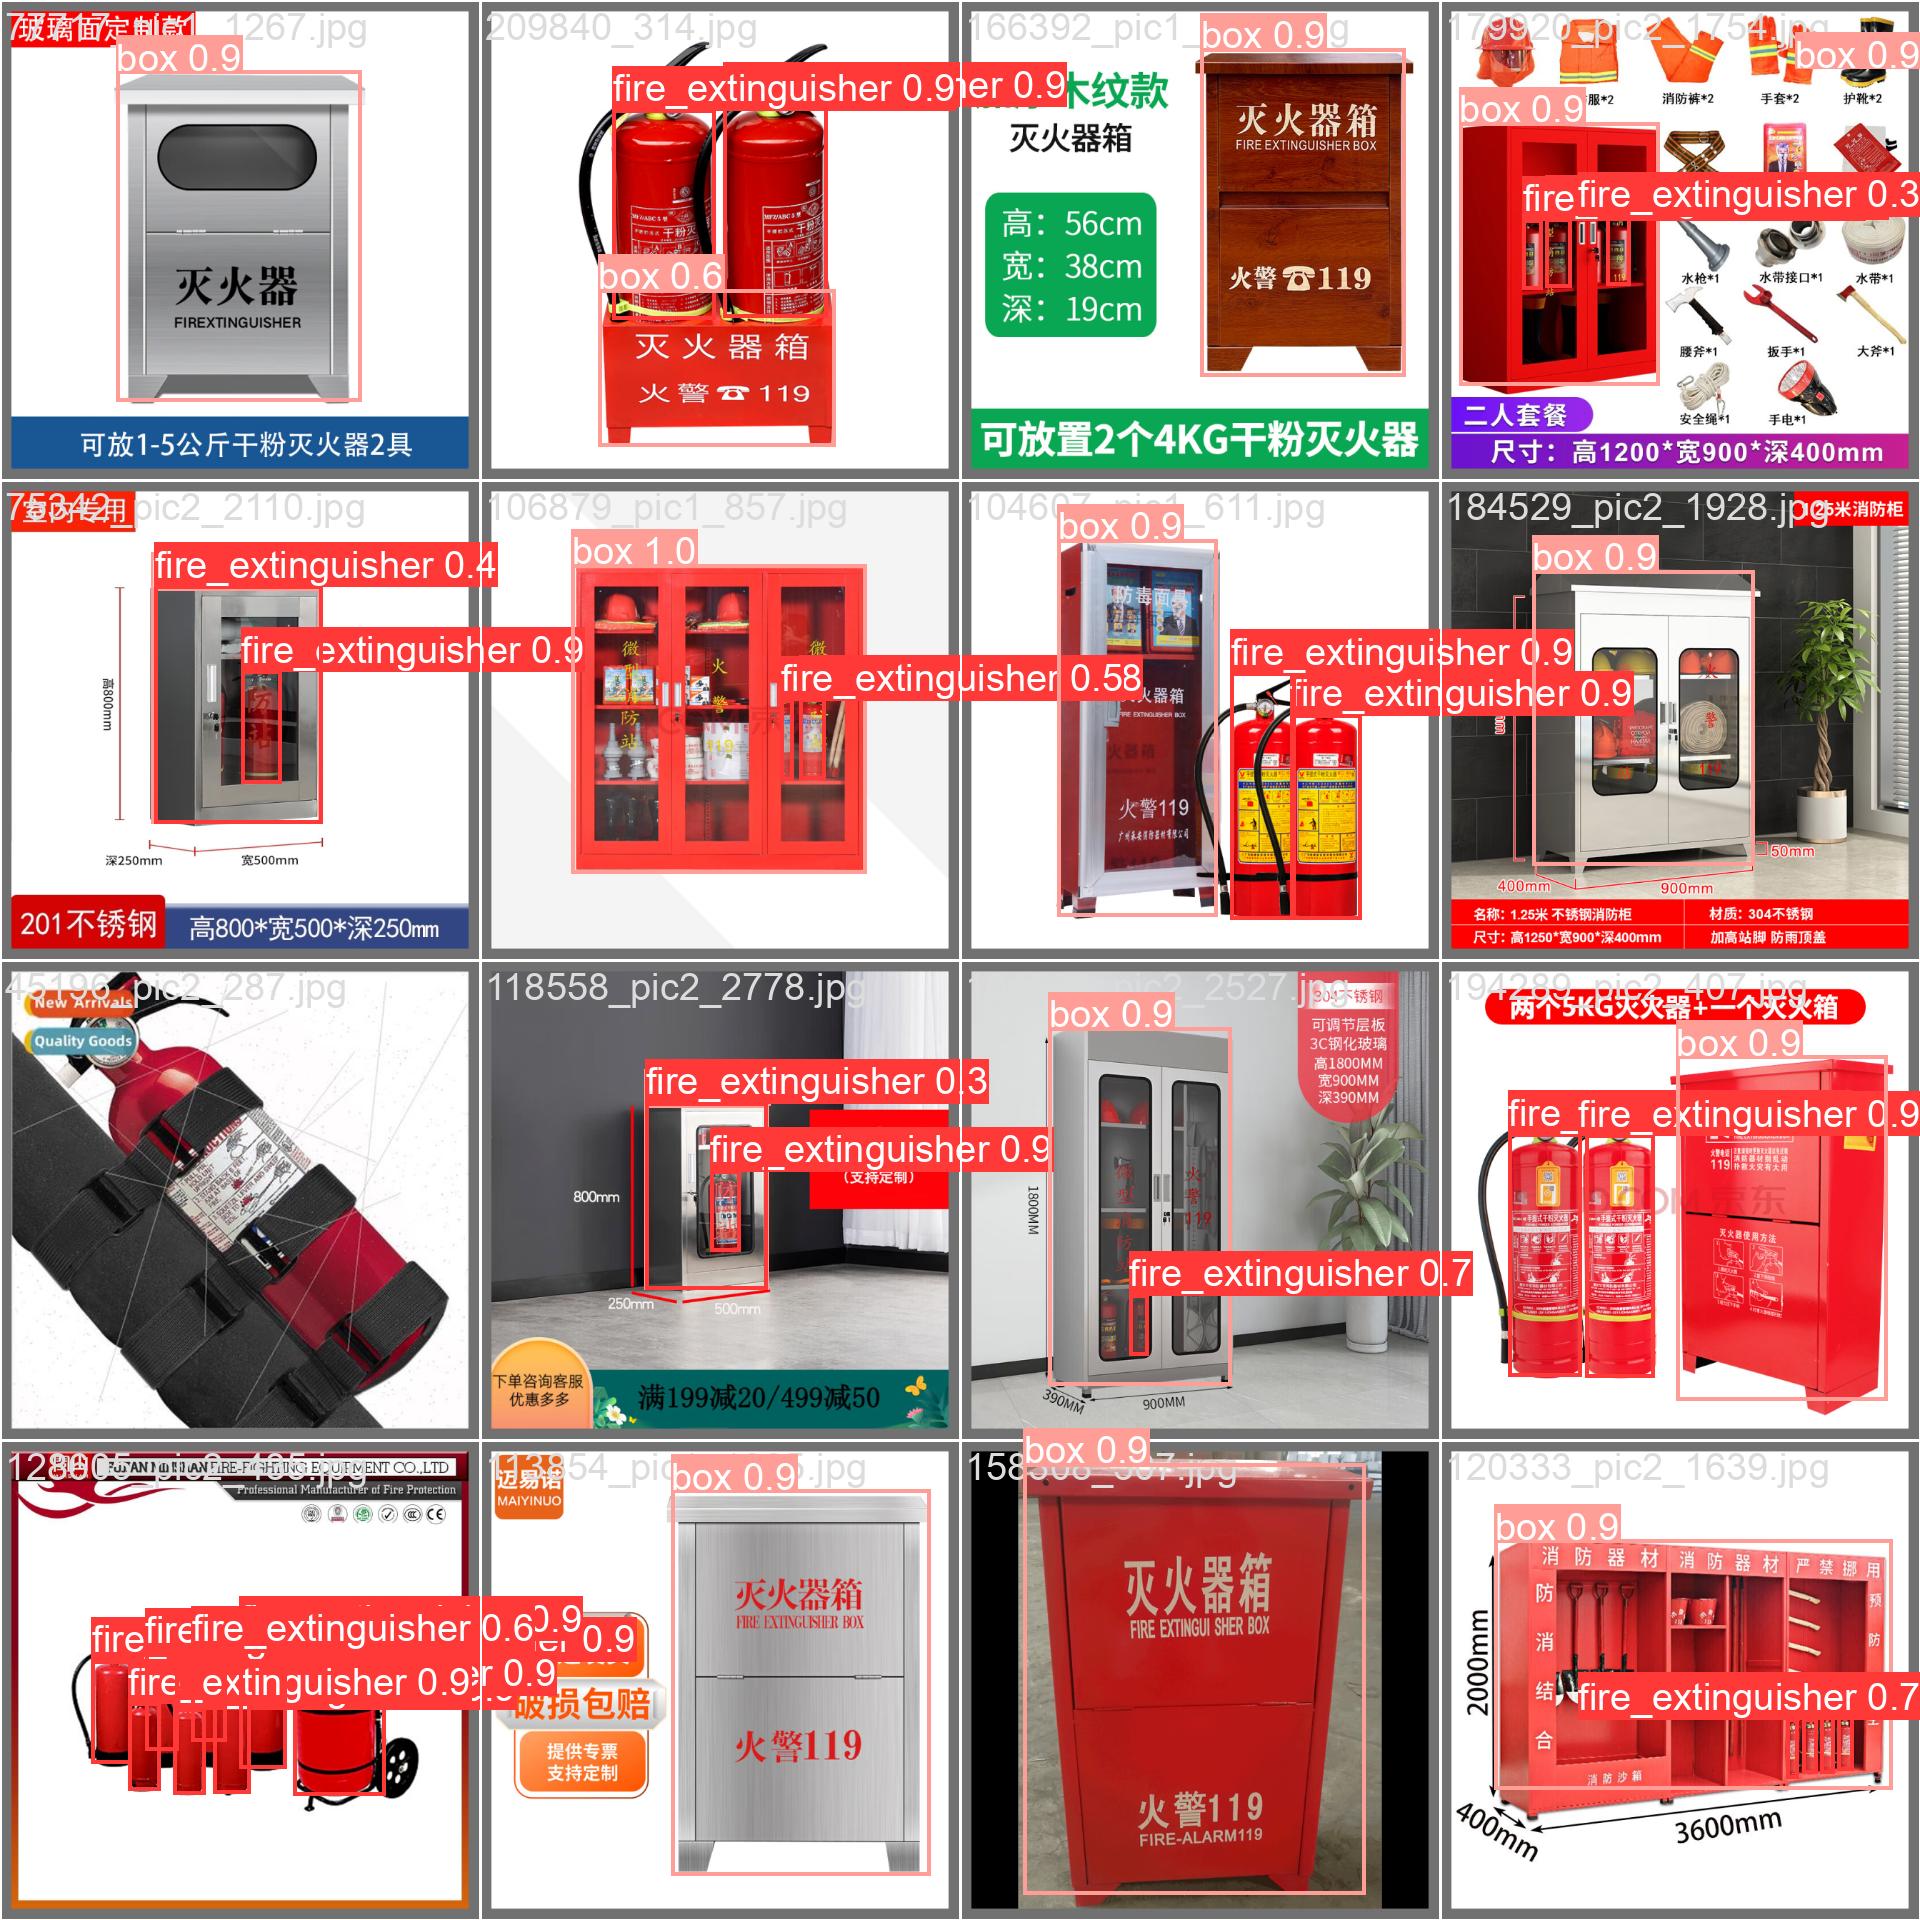 玻璃面定制款
1267.jpg
box 0.9
灭火器
FIREXTINGUISHER
可放1-5公斤干粉灭火器2具
209840_314.jpg
fire_extinguisher 0.9
er 0.9
box 0.6
灭火器箱
火警☎119
166392_pic1_
box 0.9
木纹款
灭火器箱
高：56cm
宽：38cm
深：19cm
灭火器箱
FIRE EXTINGUISHER BOX
火警☎119
可放置2个4KG干粉灭火器
179920_pic2_1754.jpg
box 0.9
box 0.9
服*2
消防裤*2
手套*2
护靴*2
fire
fire_extinguisher 0.3
水枪*1
水带接口*1
水带*1
腰斧*1
扳手*1
大斧*1
安全绳*1
手电*1
二人套餐
尺寸：高1200*宽900*深400mm
室内专用
75342_pic2_2110.jpg
fire_extinguisher 0.4
fire_extinguisher 0.9
高800mm
深250mm
宽500mm
201不锈钢
高800*宽500*深250mm
106879_pic1_857.jpg
box 1.0
微型消防站
火警
119
fire_extinguisher 0.58
_611.jpg
box 0.9
防毒面具
火器箱
FIRE EXTINGUISHER BOX
火警119
fire_extinguisher 0.9
fire_extinguisher 0.9
184529_pic2_1928.jpg
1.25米消防柜
box 0.9
火
警
119
50mm
400mm
900mm
名称：1.25米 不锈钢消防柜
材质：304不锈钢
尺寸：高1250*宽900*深400mm
加高站脚 防雨顶盖
45196_pic2_287.jpg
New Arrivals
Quality Goods
118558_pic2_2778.jpg
fire_extinguisher 0.3
fire_extinguisher 0.9
（支持定制）
800mm
250mm
500mm
下单咨询客服
优惠多多
满199减20/499减50
pic2_2527.jpg
box 0.9
304不锈钢
可调节层板
3C钢化玻璃
高1800MM
宽900MM
深390MM
1800MM
火警119
fire_extinguisher 0.7
390MM
900MM
194289_pic2_407.jpg
两个5KG灭火器+一个灭火箱
box 0.9
fire_
fire_extinguisher 0.9
火警电话
119
灭火器使用方法
FIRE-FIGHTING EQUIPMENT CO.,LTD
Professional Manufacturer of Fire Protection
fire_extinguisher 0.6
0.9
er 0.9
fire_extinguisher 0.9
er 0.9
迈易诺
MAIYINUO
box 0.9
灭火器箱
FIRE EXTINGUISHER BOX
火警119
破损包赔
提供专票
支持定制
box 0.9
灭火器箱
FIRE EXTINGUI SHER BOX
火警119
FIRE-ALARM119
120333_pic2_1639.jpg
box 0.9
消防器材
消防器材
严禁挪用
防消结合
预防
fire_extinguisher 0.7
消防沙箱
2000mm
400mm
3600mm